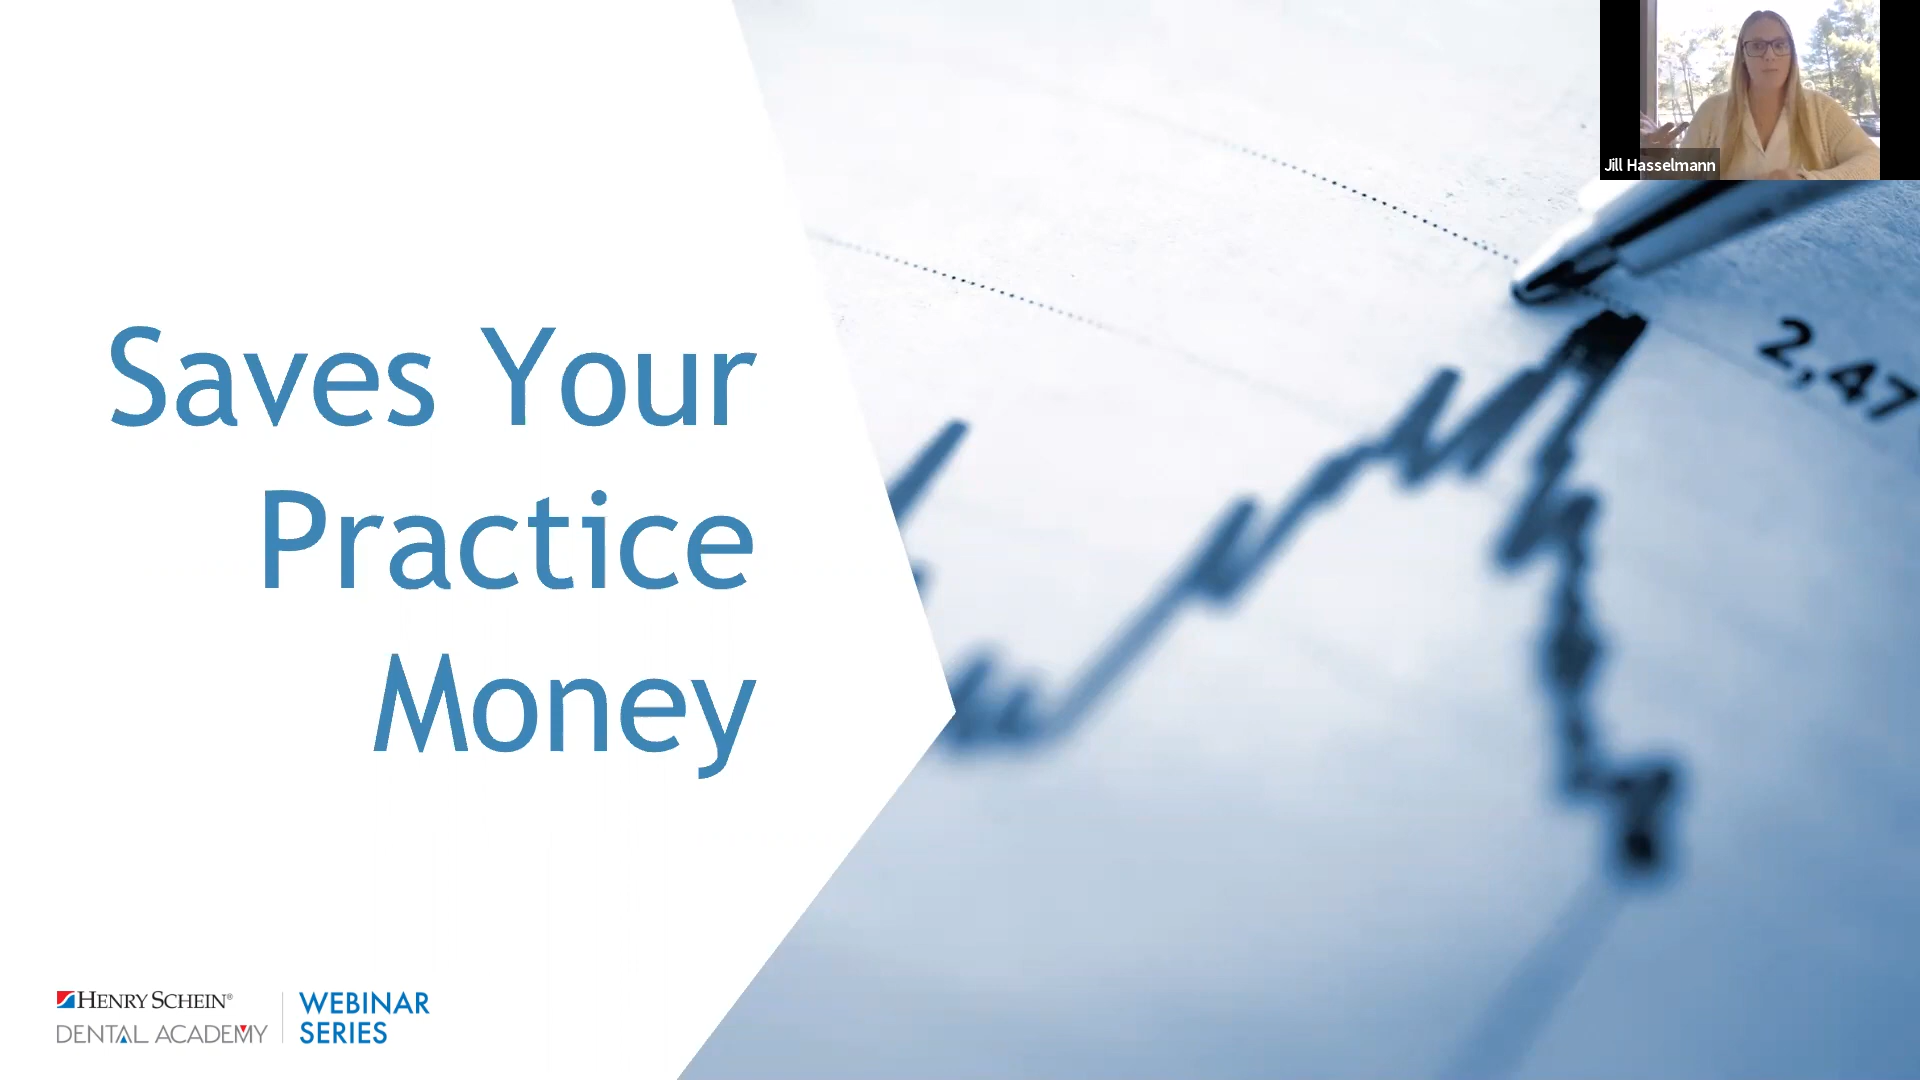 Jill Hasselmann
2,47
Saves Your
Practice
Money
HENRY SCHEIN®
DENTAL ACADEMY
WEBINAR
SERIES